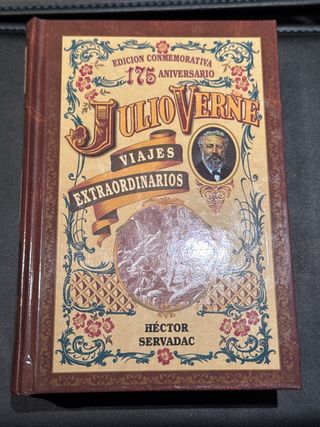 EDICION CONMEMORATIVA
175 ANIVERSARIO
JULIO VERNE
VIAJES
EXTRAORDINARIOS
HÉCTOR
SERVADAC